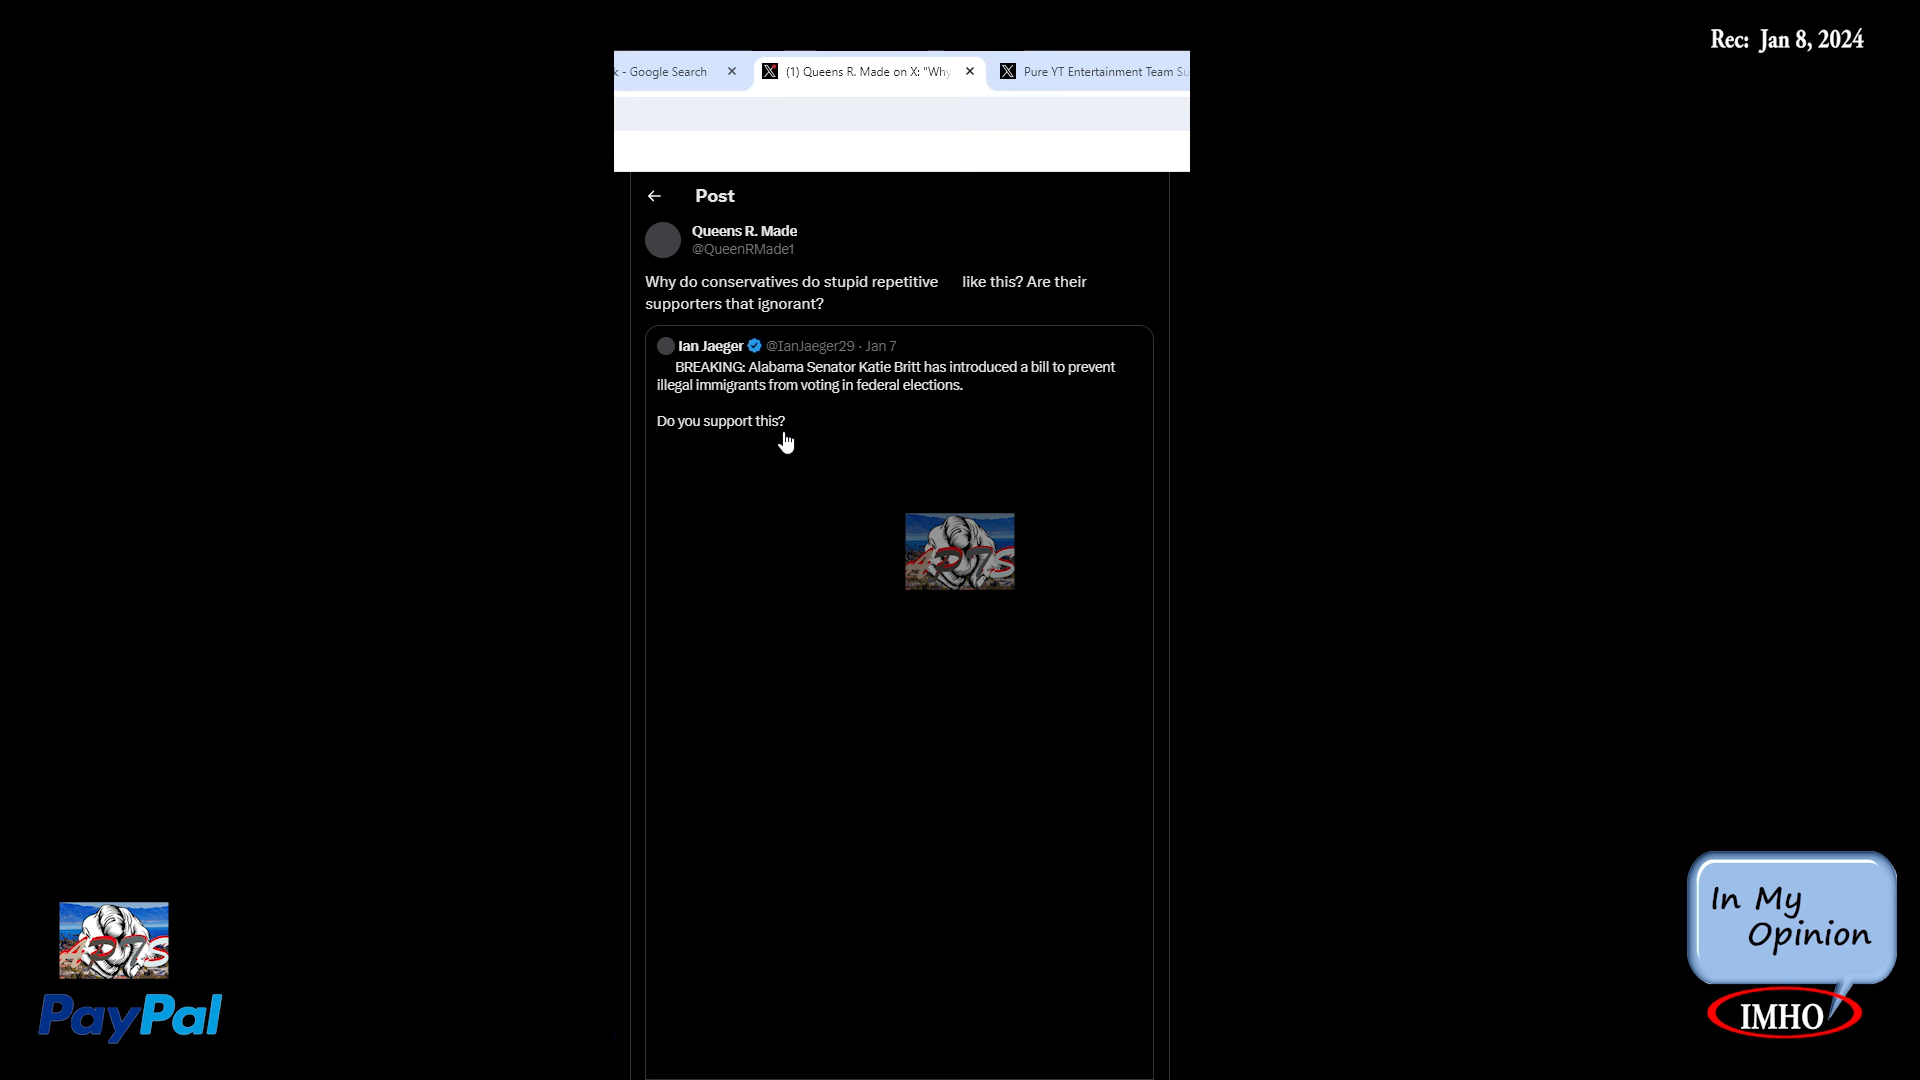 Rec: Jan 8, 2024
k - Google Search
(1) Queens R. Made on X: "Why
Pure YT Entertainment Team Su
Post
Queens R. Made
@QueenRMade1
Why do conservatives do stupid repetitive like this? Are their
supporters that ignorant?
Ian Jaeger @IanJaeger29 · Jan 7
BREAKING: Alabama Senator Katie Britt has introduced a bill to prevent
illegal immigrants from voting in federal elections.
Do you support this?
ARTS
ARTS
PayPal
In My
Opinion
IMHO